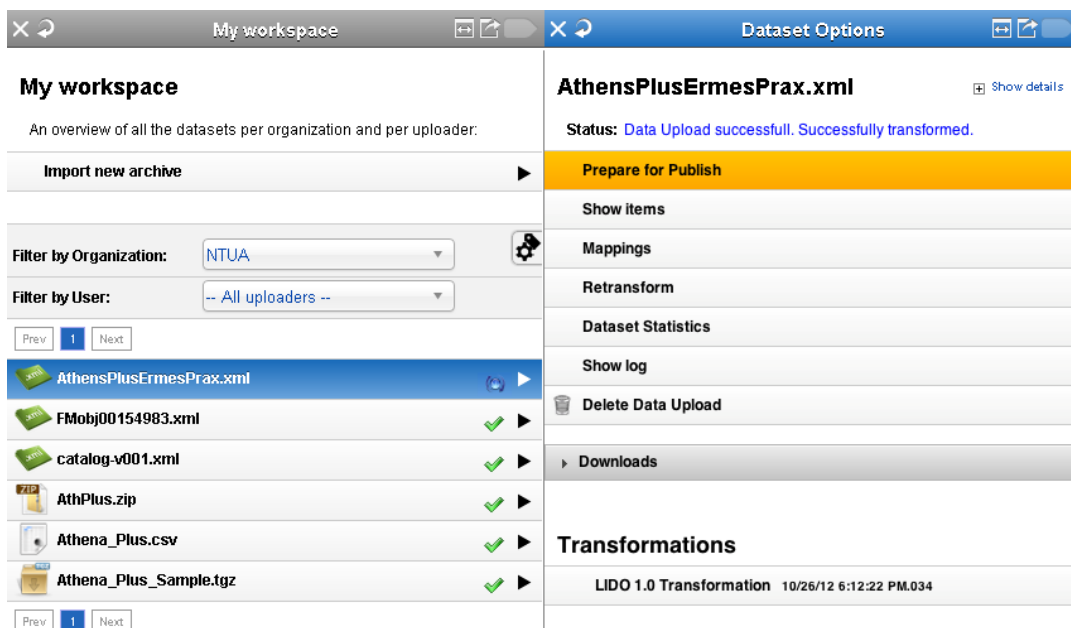 My workspace
My workspace
An overview of all the datasets per organization and per uploader:
Import new archive
Filter by Organization: NTUA
Filter by User: -- All uploaders --
Prev 1 Next
AthensPlusErmesPrax.xml
FMobj00154983.xml
catalog-v001.xml
AthPlus.zip
Athena_Plus.csv
Athena_Plus_Sample.tgz
Prev 1 Next
Dataset Options
AthensPlusErmesPrax.xml Show details
Status: Data Upload successfull. Successfully transformed.
Prepare for Publish
Show items
Mappings
Retransform
Dataset Statistics
Show log
Delete Data Upload
Downloads
Transformations
LIDO 1.0 Transformation 10/26/12 6:12:22 PM.034